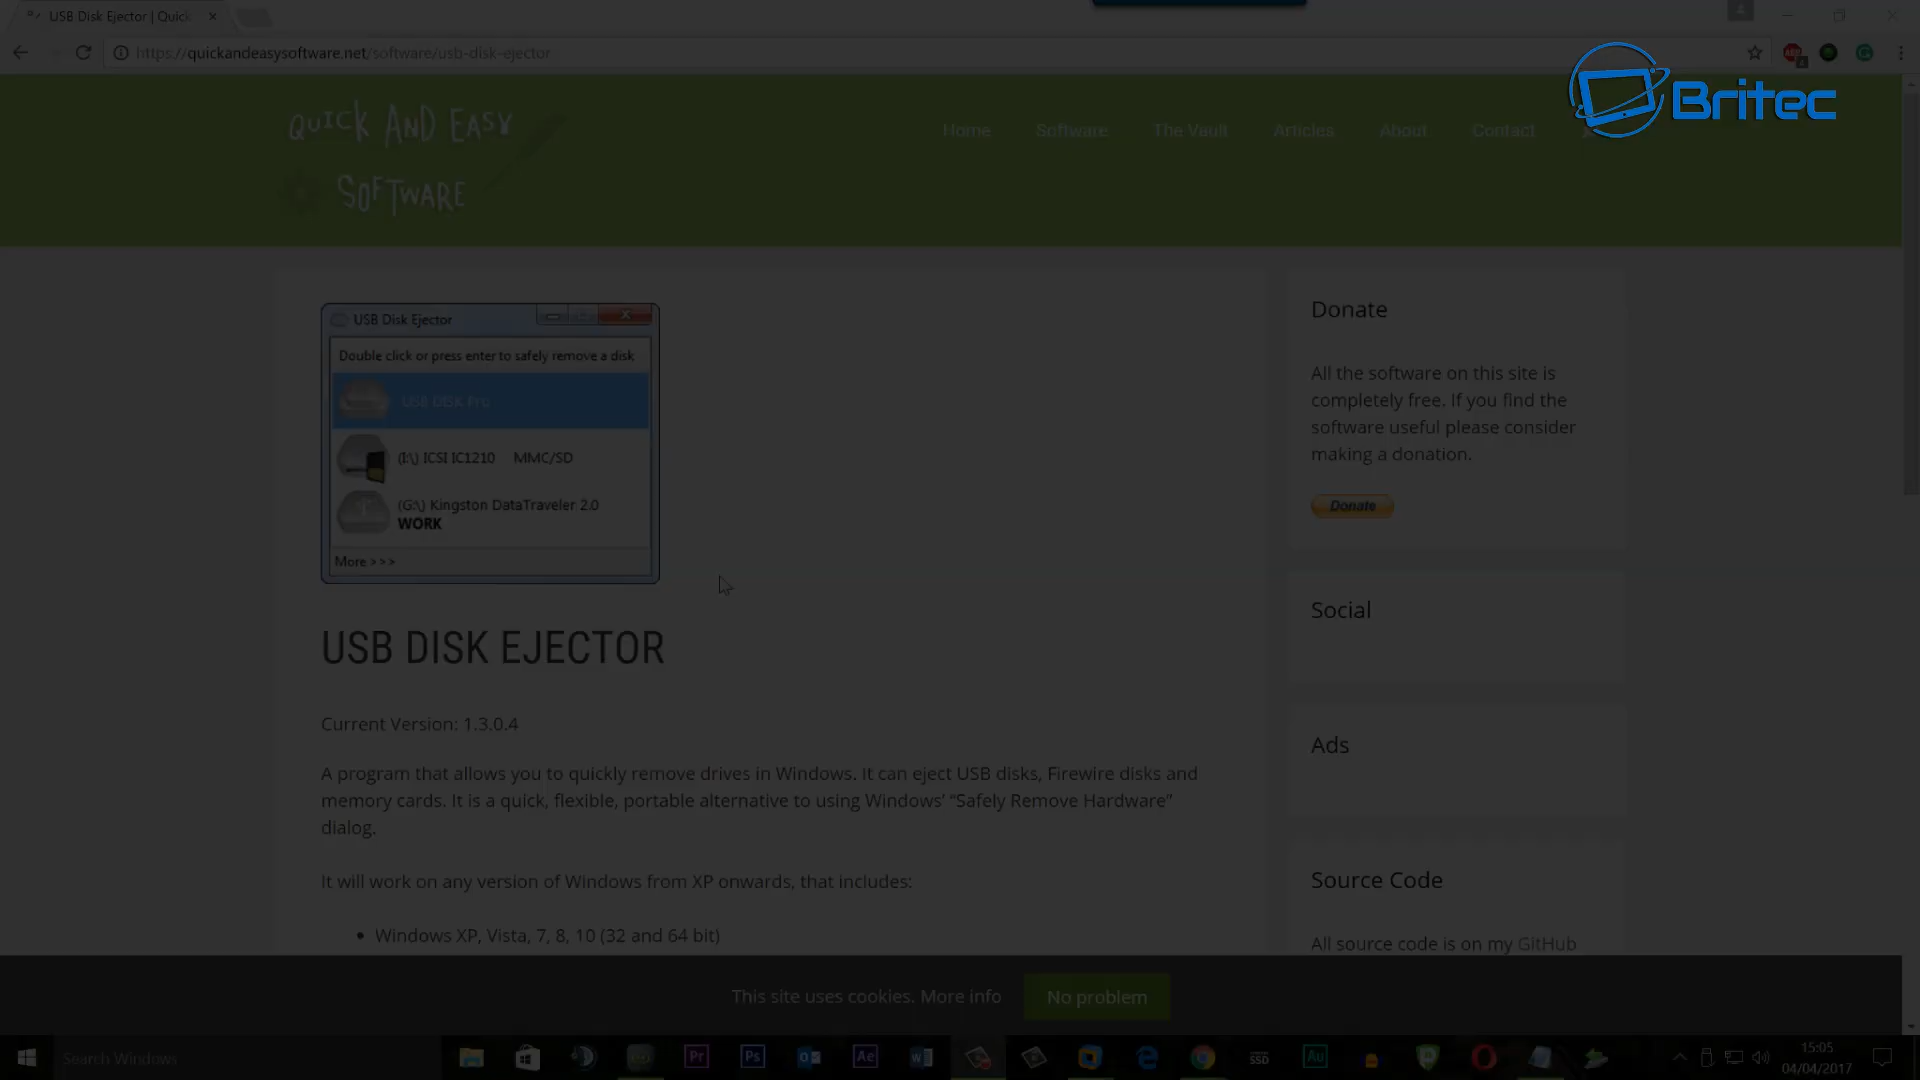 USB Disk Ejector | Quick
https://quickandeasysoftware.net/software/usb-disk-ejector
Britec
QUICK AND EASY
SOFTWARE
Home Software The Vault Articles About Contact
USB Disk Ejector
Double click or press enter to safely remove a disk
USB DISK Pro
(I:\) ICSI IC1210 MMC/SD
(G:\) Kingston DataTraveler 2.0
WORK
More >>>
USB DISK EJECTOR
Current Version: 1.3.0.4
A program that allows you to quickly remove drives in Windows. It can eject USB disks, Firewire disks and
memory cards. It is a quick, flexible, portable alternative to using Windows’ “Safely Remove Hardware”
dialog.
It will work on any version of Windows from XP onwards, that includes:
• Windows XP, Vista, 7, 8, 10 (32 and 64 bit)
Donate
All the software on this site is
completely free. If you find the
software useful please consider
making a donation.
Donate
Social
Ads
Source Code
All source code is on my GitHub
This site uses cookies. More info
No problem
Search Windows
Pr
Ps
Ae
SSD
Au
15:05
04/04/2017